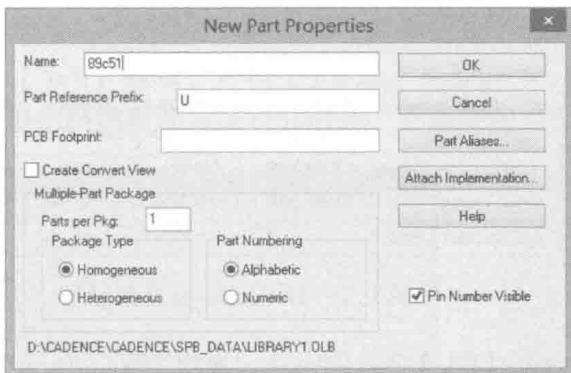 New Part Properties
Name: 89c51
OK
Part Reference Prefix: U
Cancel
PCB Footprint:
Part Aliases...
Create Convert View
Attach Implementation...
Multiple-Part Package
Parts per Pkg: 1
Help
Package Type
Part Numbering
Homogeneous
Alphabetic
Heterogeneous
Numeric
Pin Number Visible
D:\CADENCE\CADENCE\SPB_DATA\LIBRARY1.OLB